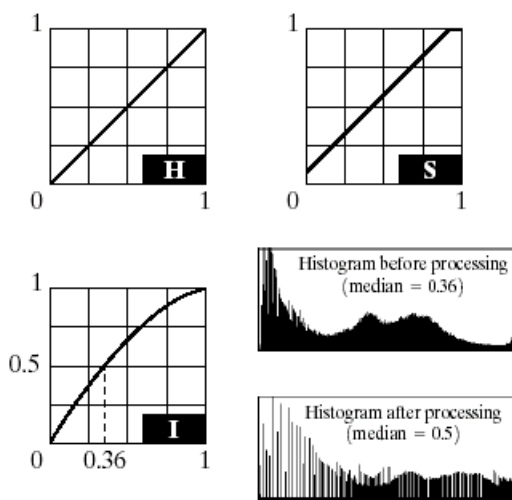 1
H
0
1
1
S
0
1
1
0.5
I
0
0.36
1
Histogram before processing
(median = 0.36)
Histogram after processing
(median = 0.5)